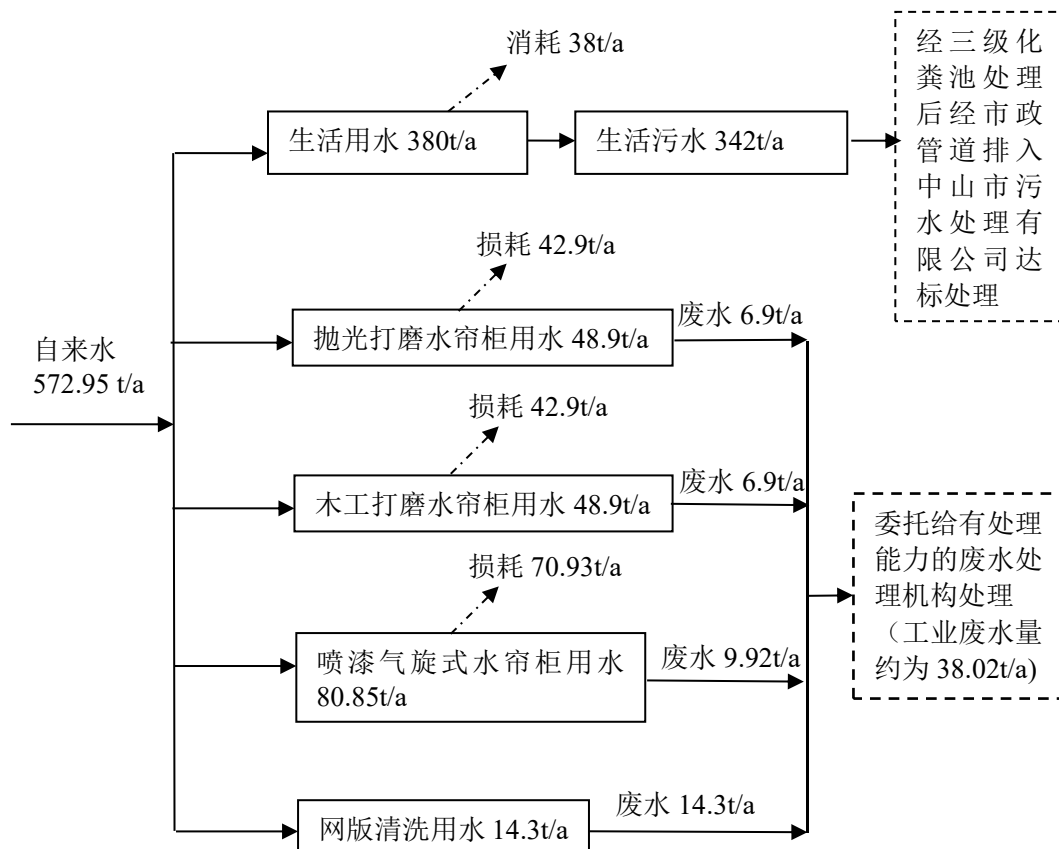 消耗 38t/a
生活用水 380t/a
生活污水 342t/a
经三级化
粪池处理
后经市政
管道排入
中山市污
水处理有
限公司达
标处理
损耗 42.9t/a
抛光打磨水帘柜用水 48.9t/a
废水 6.9t/a
自来水
572.95 t/a
损耗 42.9t/a
木工打磨水帘柜用水 48.9t/a
废水 6.9t/a
损耗 70.93t/a
喷漆气旋式水帘柜用水
80.85t/a
废水 9.92t/a
委托给有处理
能力的废水处
理机构处理
（工业废水量
约为 38.02t/a)
网版清洗用水 14.3t/a
废水 14.3t/a